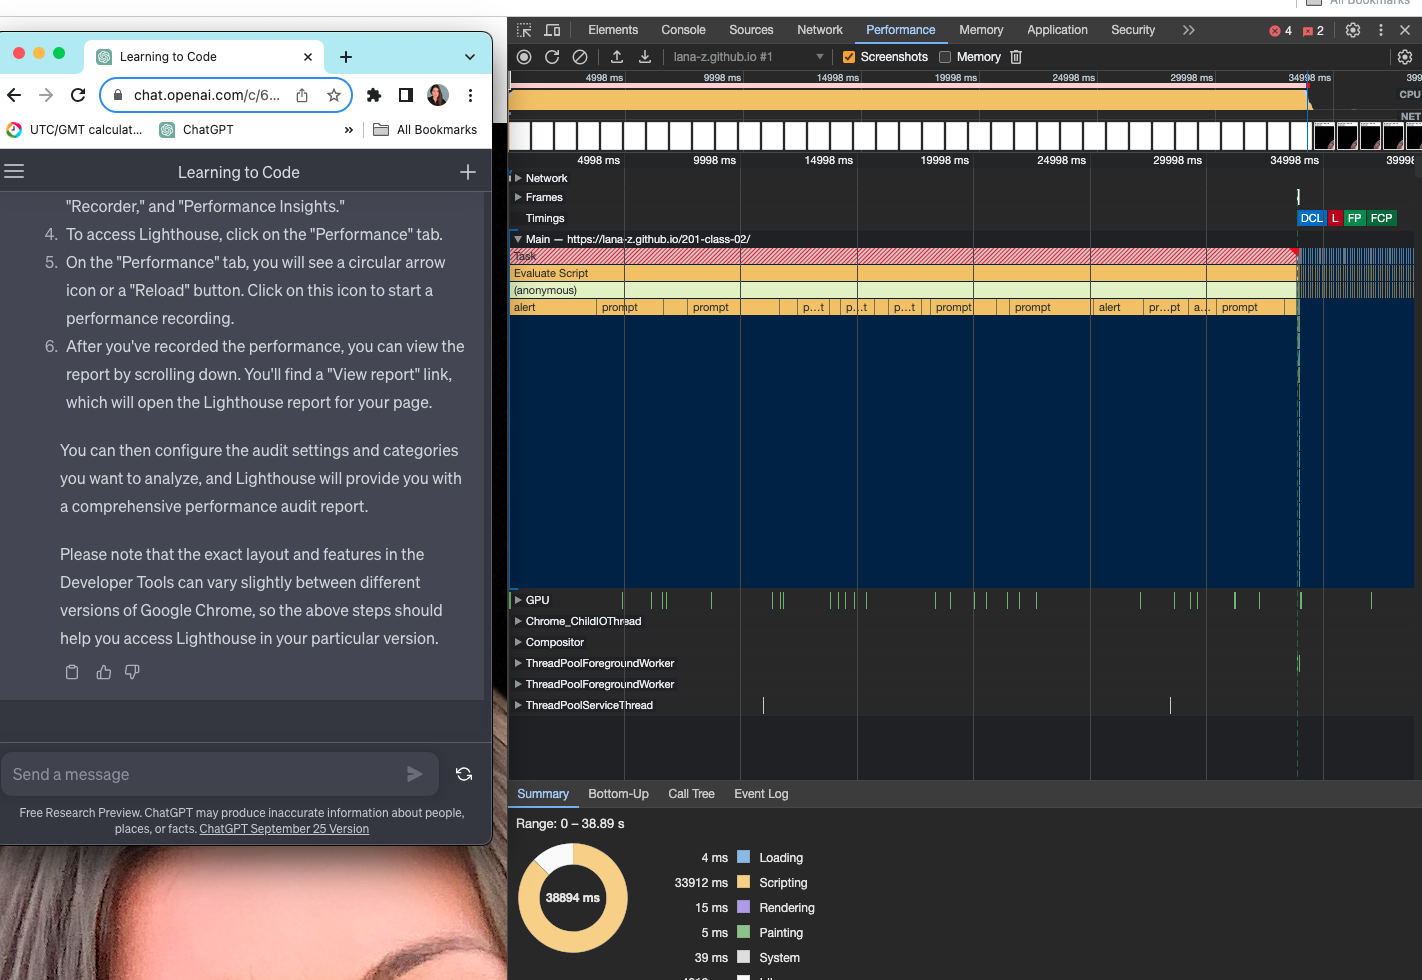 All Bookmarks
Learning to Code
chat.openai.com/c/6...
UTC/GMT calculat...
ChatGPT
»
All Bookmarks
Learning to Code
"Recorder," and "Performance Insights."
4. To access Lighthouse, click on the "Performance" tab.
5. On the "Performance" tab, you will see a circular arrow
icon or a "Reload" button. Click on this icon to start a
performance recording.
6. After you've recorded the performance, you can view the
report by scrolling down. You'll find a "View report" link,
which will open the Lighthouse report for your page.
You can then configure the audit settings and categories
you want to analyze, and Lighthouse will provide you with
a comprehensive performance audit report.
Please note that the exact layout and features in the
Developer Tools can vary slightly between different
versions of Google Chrome, so the above steps should
help you access Lighthouse in your particular version.
Send a message
Free Research Preview. ChatGPT may produce inaccurate information about people,
places, or facts. ChatGPT September 25 Version
Elements Console Sources Network Performance Memory Application Security » 4 2
lana-z.github.io #1 Screenshots Memory
4998 ms 9998 ms 14998 ms 19998 ms 24998 ms 29998 ms 34998 ms 399
CPU
NET
4998 ms 9998 ms 14998 ms 19998 ms 24998 ms 29998 ms 34998 ms 3999
Network
Frames
Timings DCL L FP FCP
Main — https://lana-z.github.io/201-class-02/
Task
Evaluate Script
(anonymous)
alert prompt prompt p...t p...t p...t prompt prompt alert pr...pt a... prompt
GPU
Chrome_ChildIOThread
Compositor
ThreadPoolForegroundWorker
ThreadPoolForegroundWorker
ThreadPoolServiceThread
Summary Bottom-Up Call Tree Event Log
Range: 0 – 38.89 s
38894 ms
4 ms Loading
33912 ms Scripting
15 ms Rendering
5 ms Painting
39 ms System